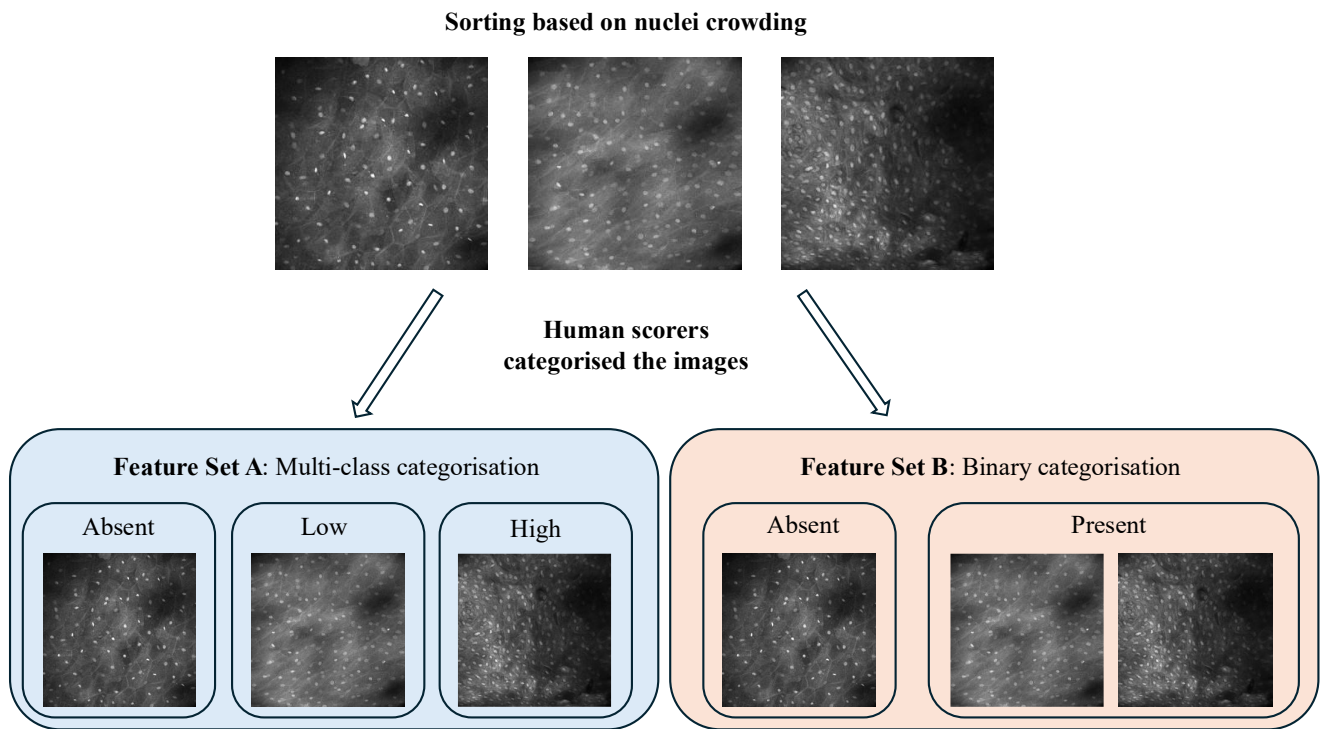 Sorting based on nuclei crowding
Human scorers
categorised the images
Feature Set A: Multi-class categorisation
Absent
Low
High
Feature Set B: Binary categorisation
Absent
Present